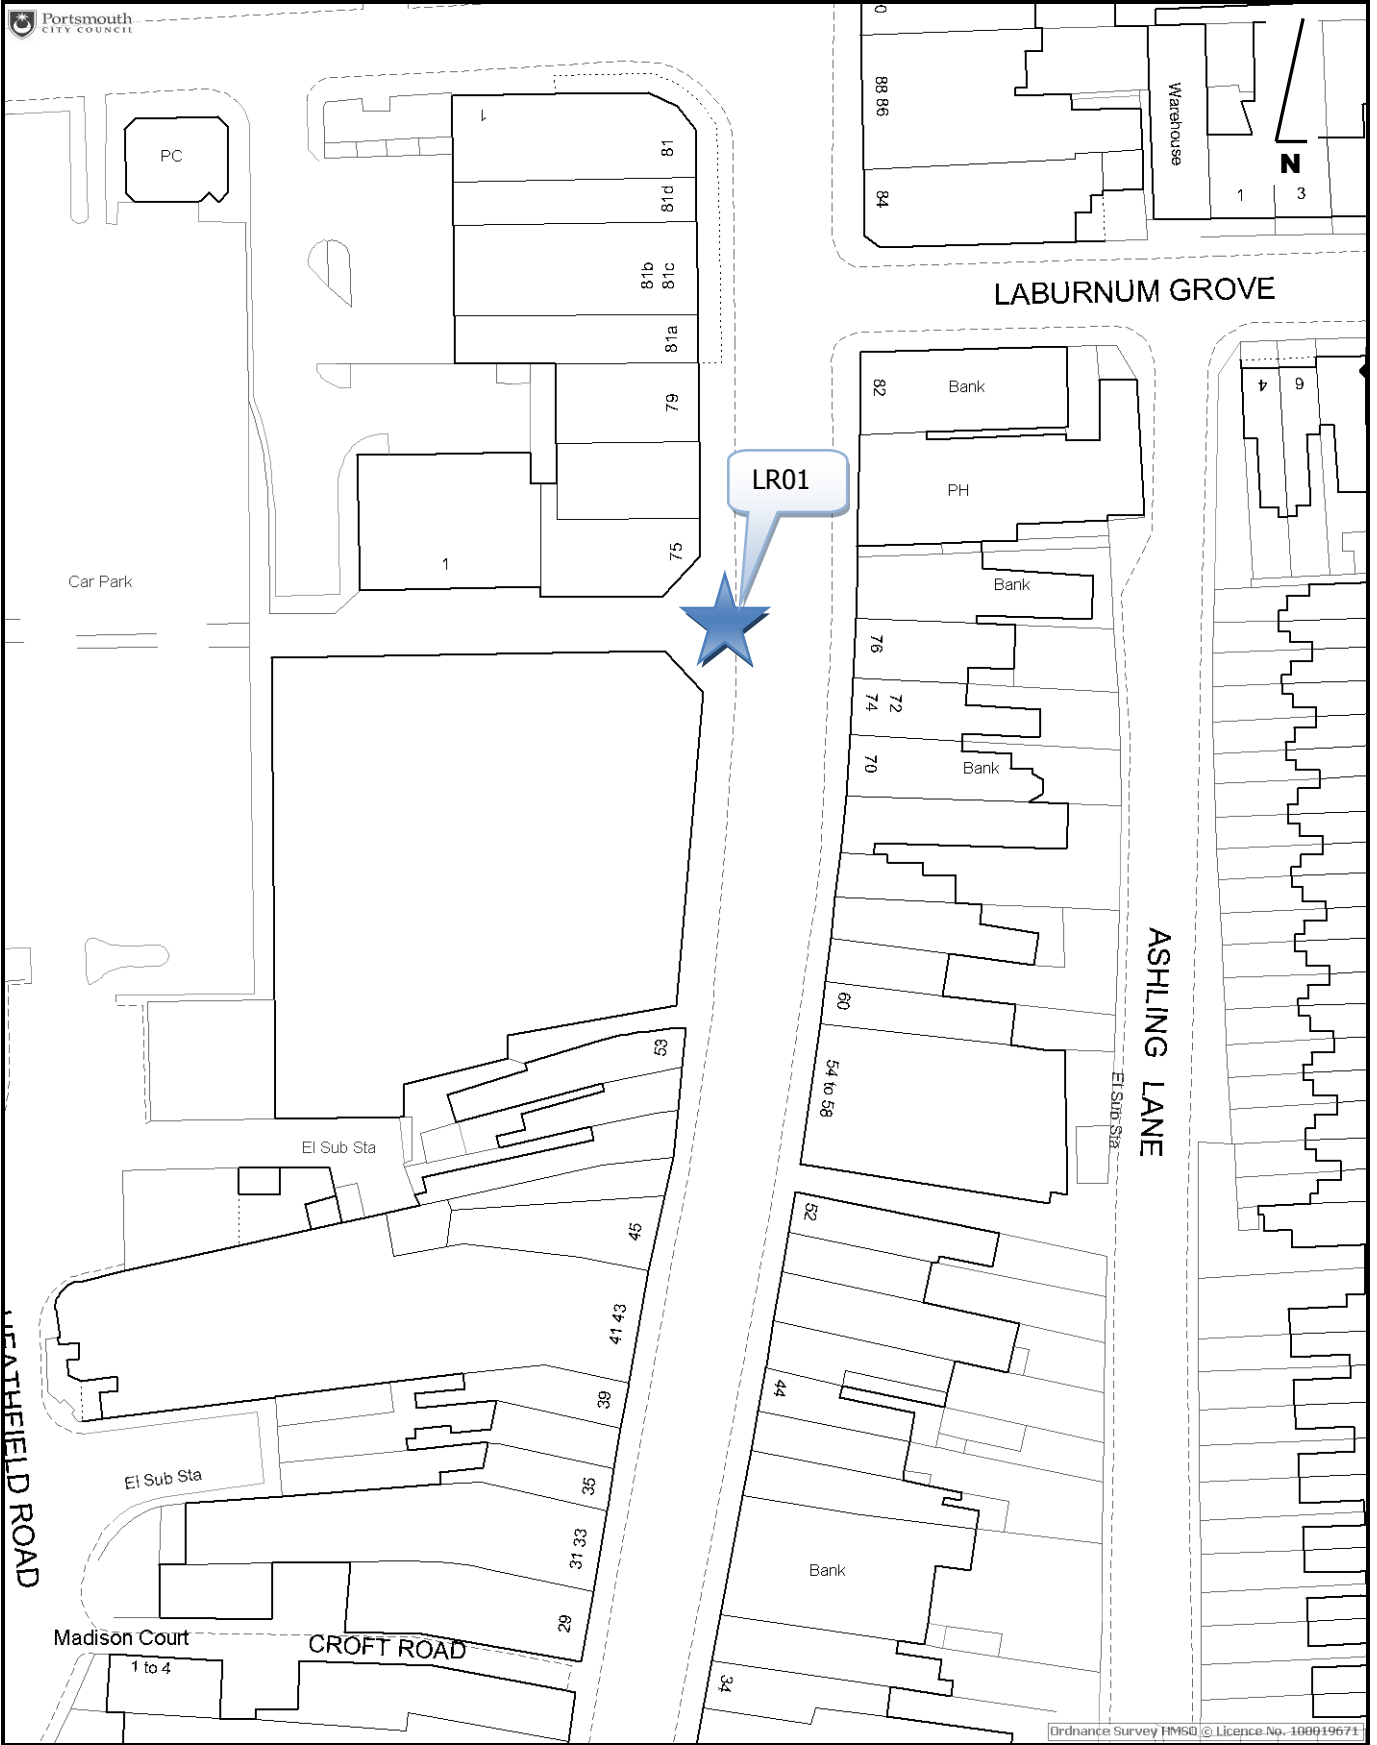 Portsmouth
CITY COUNCIL
0
88 86
Warehouse
84
N
1
3
PC
1
81
81d
81b
81c
81a
LABURNUM GROVE
79
82
Bank
4
6
LR01
PH
75
1
Car Park
Bank
76
74
72
70
Bank
60
53
54 to 58
ASHLING LANE
El Sub Sta
El Sub Sta
45
52
41 43
39
44
HEATHFIELD ROAD
El Sub Sta
35
31 33
Bank
29
Madison Court
1 to 4
CROFT ROAD
34
Ordnance Survey HMSO © Licence No. 100019671